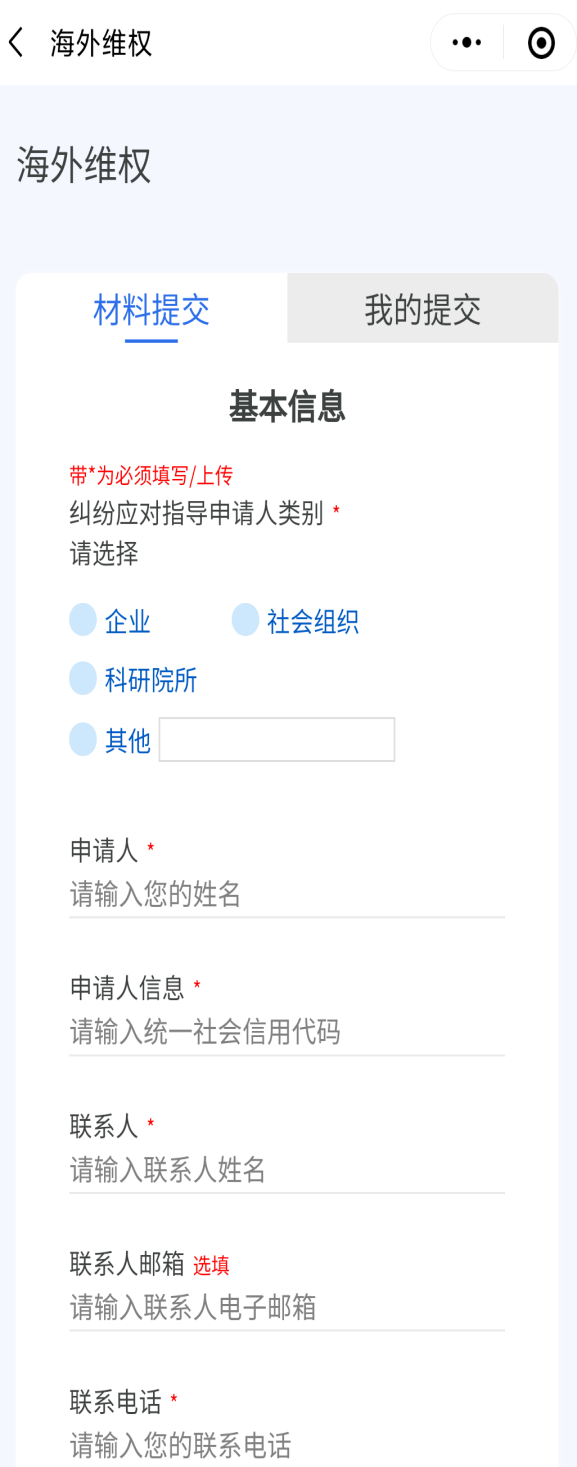 海外维权
海外维权
材料提交 我的提交
基本信息
带*为必须填写/上传
纠纷应对指导申请人类别 *
请选择
企业 社会组织
科研院所
其他
申请人 *
请输入您的姓名
申请人信息 *
请输入统一社会信用代码
联系人 *
请输入联系人姓名
联系人邮箱 选填
请输入联系人电子邮箱
联系电话 *
请输入您的联系电话